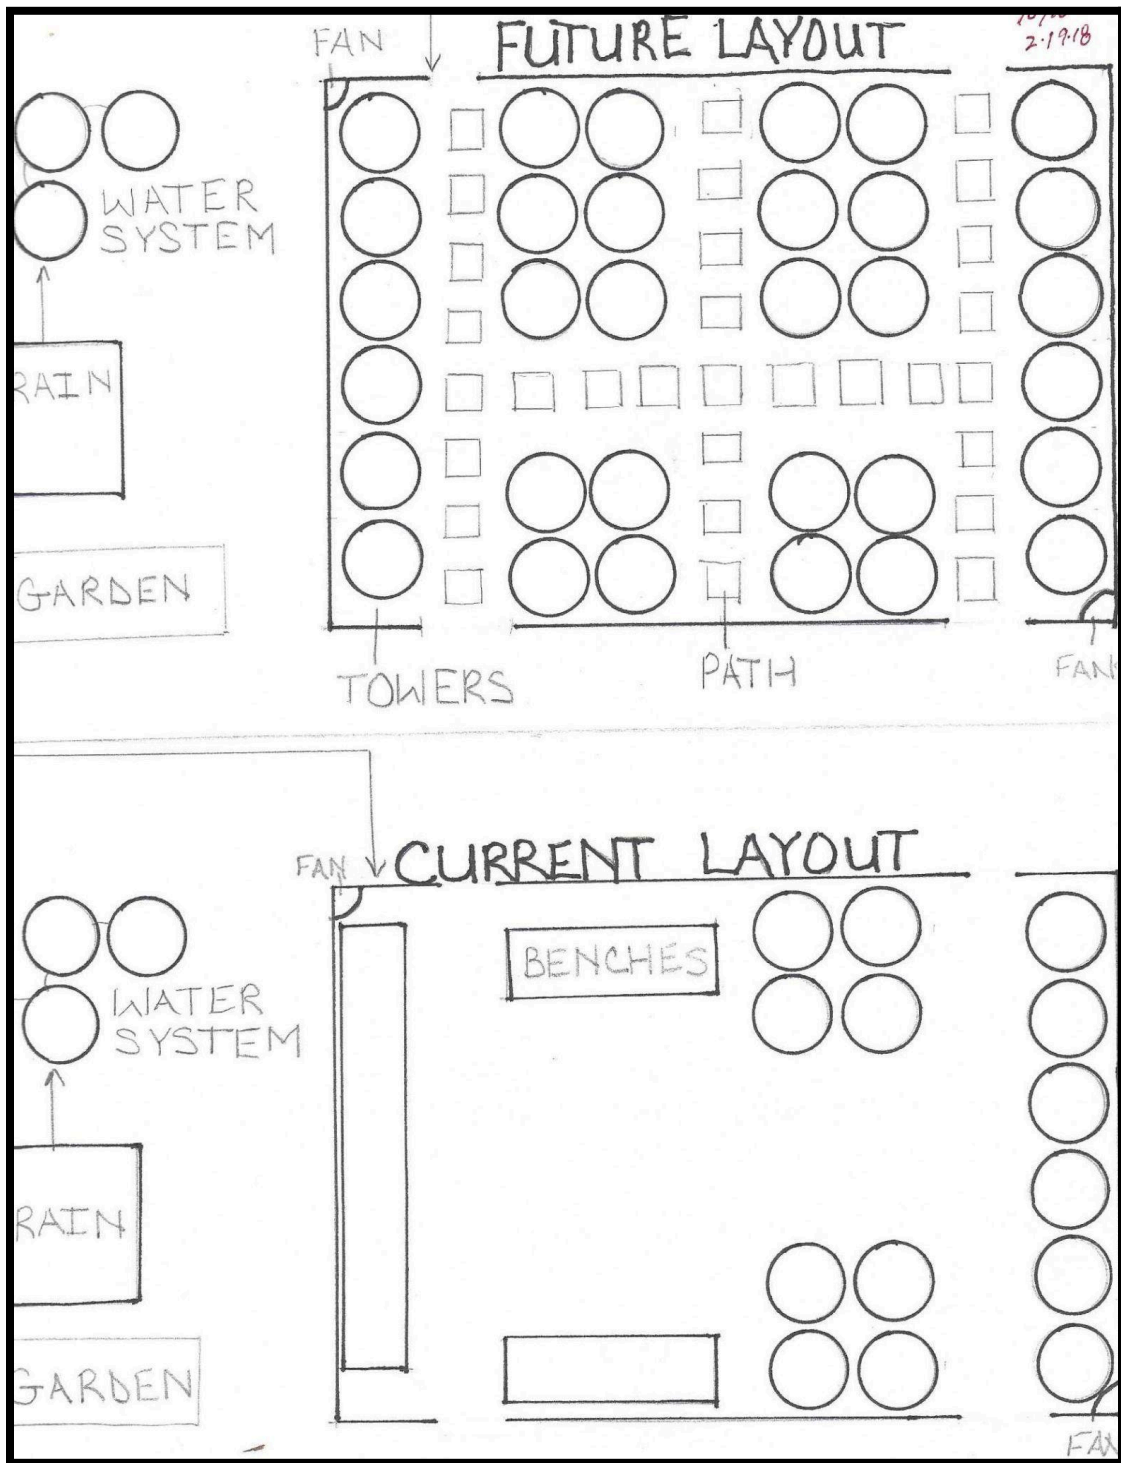 FAN
FUTURE LAYOUT
2·19·18
WATER
SYSTEM
RAIN
GARDEN
TOWERS
PATH
FANS
FAN
CURRENT LAYOUT
BENCHES
WATER
SYSTEM
RAIN
GARDEN
FAN